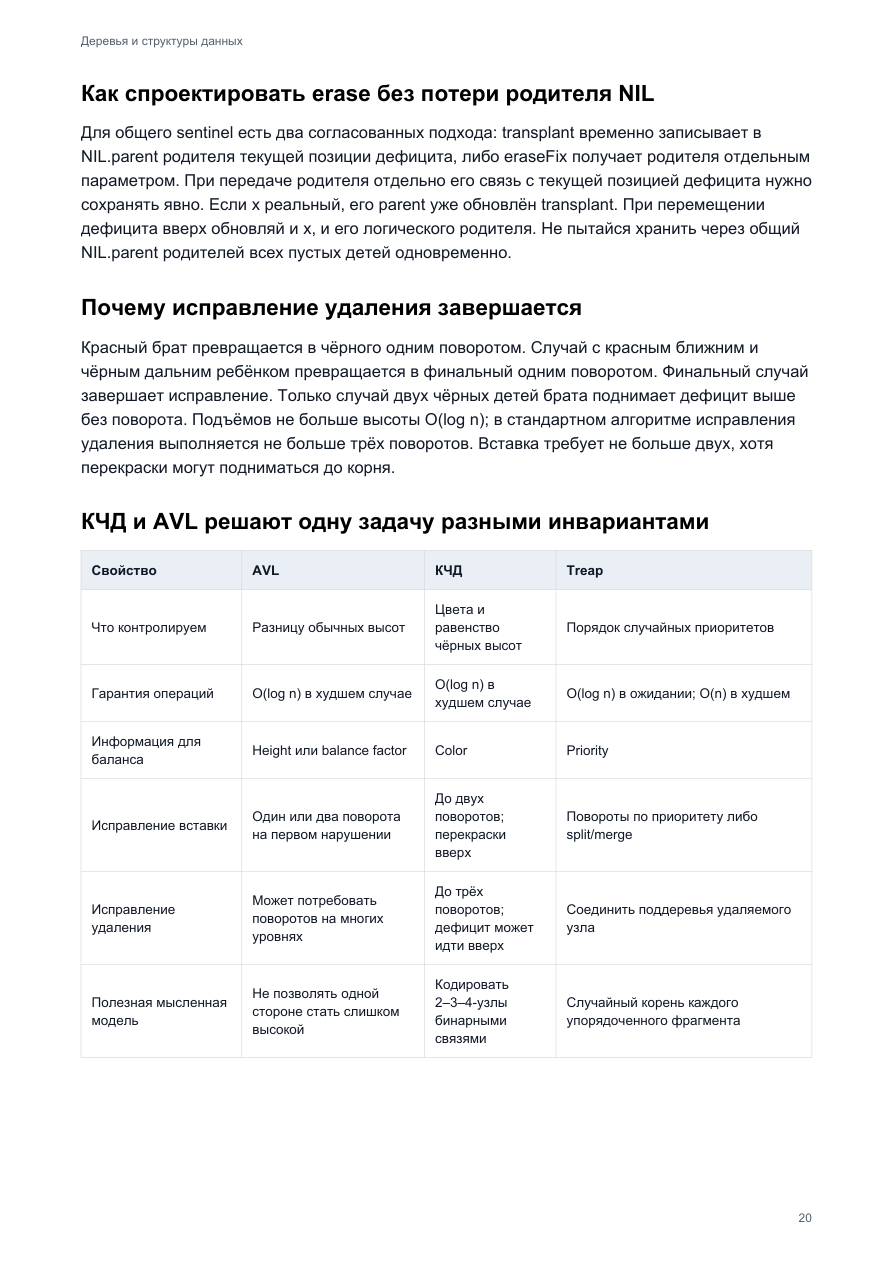 Деревья и структуры данных
Как спроектировать erase без потери родителя NIL
Для общего sentinel есть два согласованных подхода: transplant временно записывает в
NIL.parent родителя текущей позиции дефицита, либо eraseFix получает родителя отдельным
параметром. При передаче родителя отдельно его связь с текущей позицией дефицита нужно
сохранять явно. Если x реальный, его parent уже обновлён transplant. При перемещении
дефицита вверх обновляй и x, и его логического родителя. Не пытайся хранить через общий
NIL.parent родителей всех пустых детей одновременно.
Почему исправление удаления завершается
Красный брат превращается в чёрного одним поворотом. Случай с красным ближним и
чёрным дальним ребёнком превращается в финальный одним поворотом. Финальный случай
завершает исправление. Только случай двух чёрных детей брата поднимает дефицит выше
без поворота. Подъёмов не больше высоты O(log n); в стандартном алгоритме исправления
удаления выполняется не больше трёх поворотов. Вставка требует не больше двух, хотя
перекраски могут подниматься до корня.
КЧД и AVL решают одну задачу разными инвариантами
Свойство
AVL
КЧД
Treap
Что контролируем
Разницу обычных высот
Цвета и
равенство
чёрных высот
Порядок случайных приоритетов
Гарантия операций
O(log n) в худшем случае
O(log n) в
худшем случае
O(log n) в ожидании; O(n) в худшем
Информация для
баланса
Height или balance factor
Color
Priority
Исправление вставки
Один или два поворота
на первом нарушении
До двух
поворотов;
перекраски
вверх
Повороты по приоритету либо
split/merge
Исправление
удаления
Может потребовать
поворотов на многих
уровнях
До трёх
поворотов;
дефицит может
идти вверх
Соединить поддеревья удаляемого
узла
Полезная мысленная
модель
Не позволять одной
стороне стать слишком
высокой
Кодировать
2–3–4-узлы
бинарными
связями
Случайный корень каждого
упорядоченного фрагмента
20